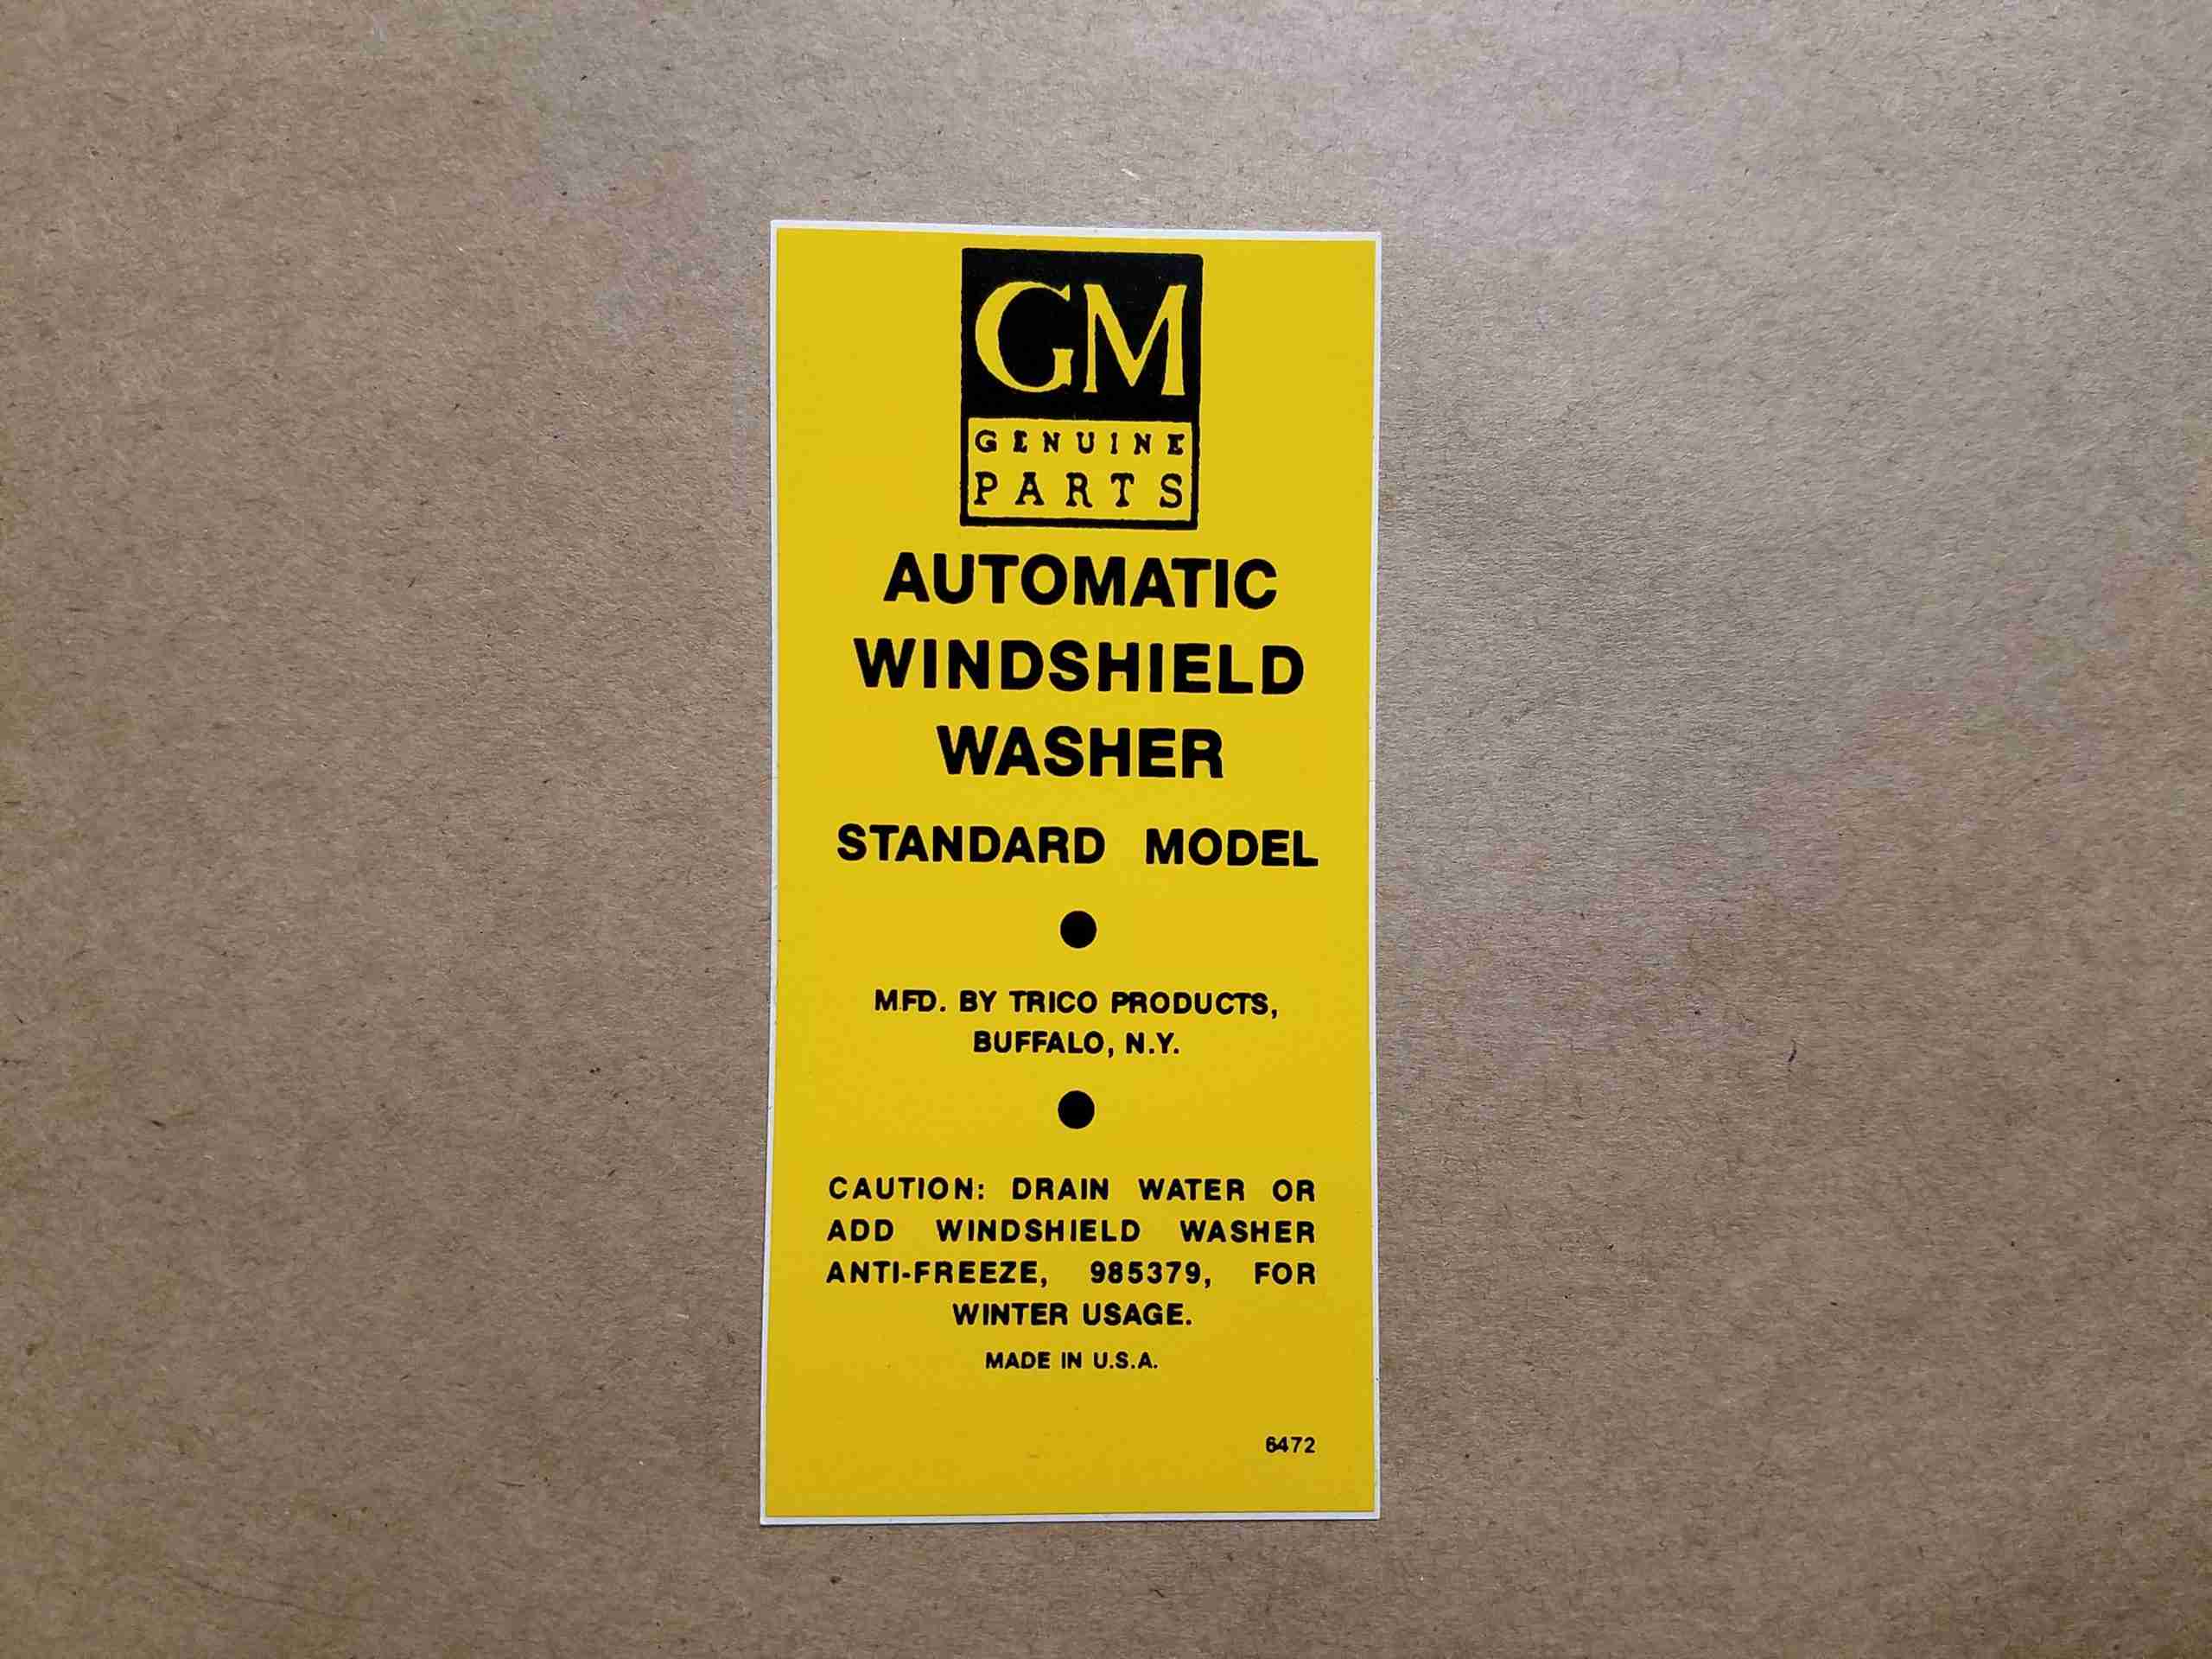 GM
GENUINE
PARTS
AUTOMATIC
WINDSHIELD
WASHER
STANDARD MODEL
MFD. BY TRICO PRODUCTS,
BUFFALO, N.Y.
CAUTION: DRAIN WATER OR
ADD WINDSHIELD WASHER
ANTI-FREEZE, 985379, FOR
WINTER USAGE.
MADE IN U.S.A.
6472